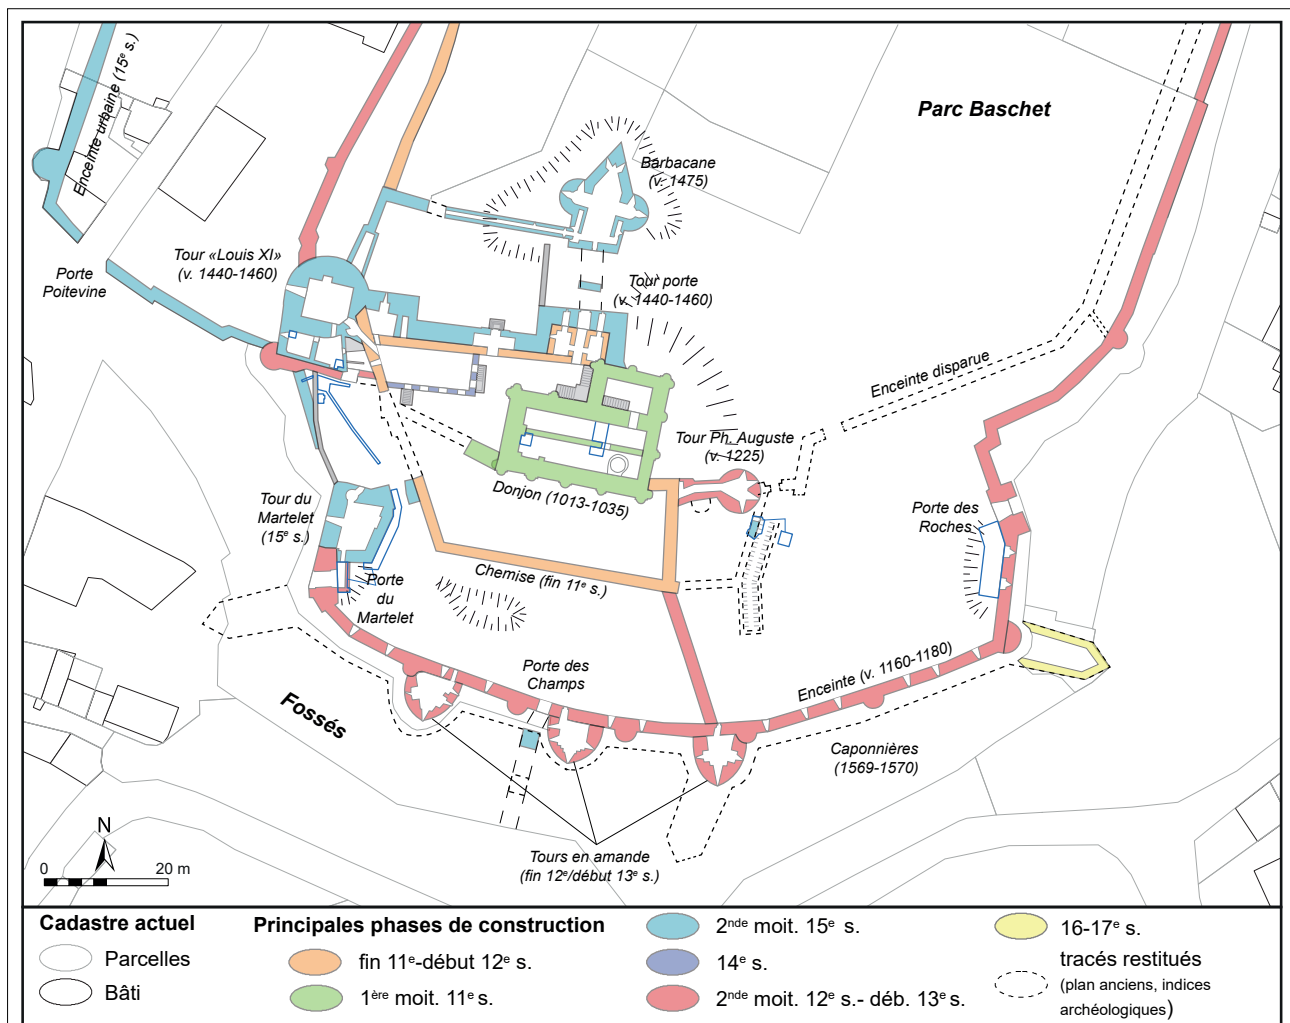 Enceinte urbaine (15e s.)
Parc Baschet
Barbacane
(v. 1475)
Tour «Louis XI»
(v. 1440-1460)
Porte
Poitevine
Tour porte
(v. 1440-1460)
Enceinte disparue
Tour Ph. Auguste
(v. 1225)
Donjon (1013-1035)
Tour du
Martelet
(15e s.)
Porte des
Roches
Chemise (fin 11e s.)
Porte
du
Martelet
Porte des
Champs
Enceinte (v. 1160-1180)
Fossés
Caponnières
(1569-1570)
Tours en amande
(fin 12e/début 13e s.)
N
0 20 m
Cadastre actuel
Parcelles
Bâti
Principales phases de construction
fin 11e-début 12e s.
1ère moit. 11e s.
2nde moit. 15e s.
14e s.
2nde moit. 12e s.- déb. 13e s.
16-17e s.
tracés restitués
(plan anciens, indices
archéologiques)